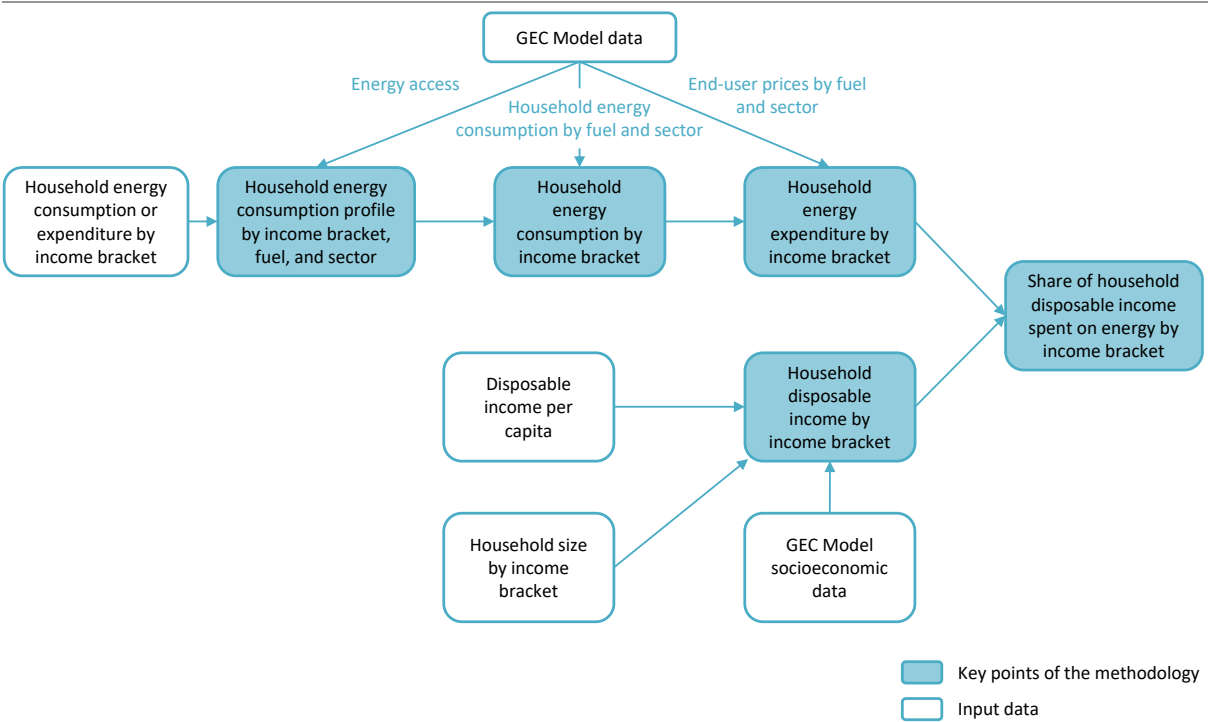 GEC Model data
Energy access
Household energy
consumption by fuel and sector
End-user prices by fuel
and sector
Household energy
consumption or
expenditure by
income bracket
Household energy
consumption profile
by income bracket,
fuel, and sector
Household
energy
consumption by
income bracket
Household
energy
expenditure by
income bracket
Share of household
disposable income
spent on energy by
income bracket
Disposable
income per
capita
Household
disposable
income by
income bracket
Household size
by income
bracket
GEC Model
socioeconomic
data
Key points of the methodology
Input data